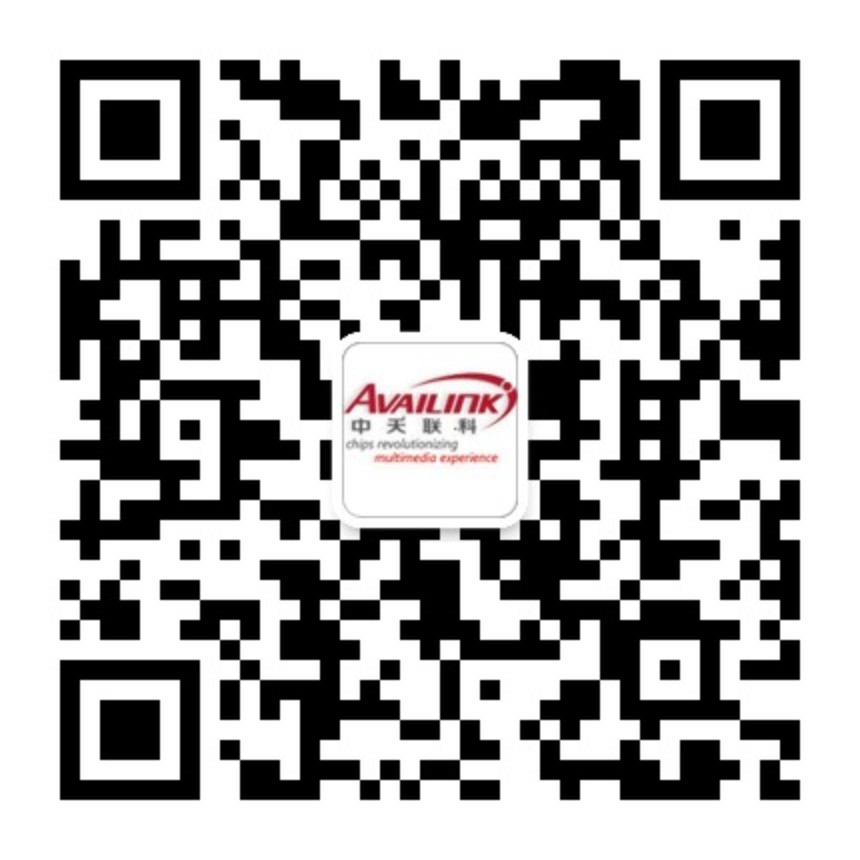 AVAILINK
中天联科
chips revolutionizing
multimedia experience